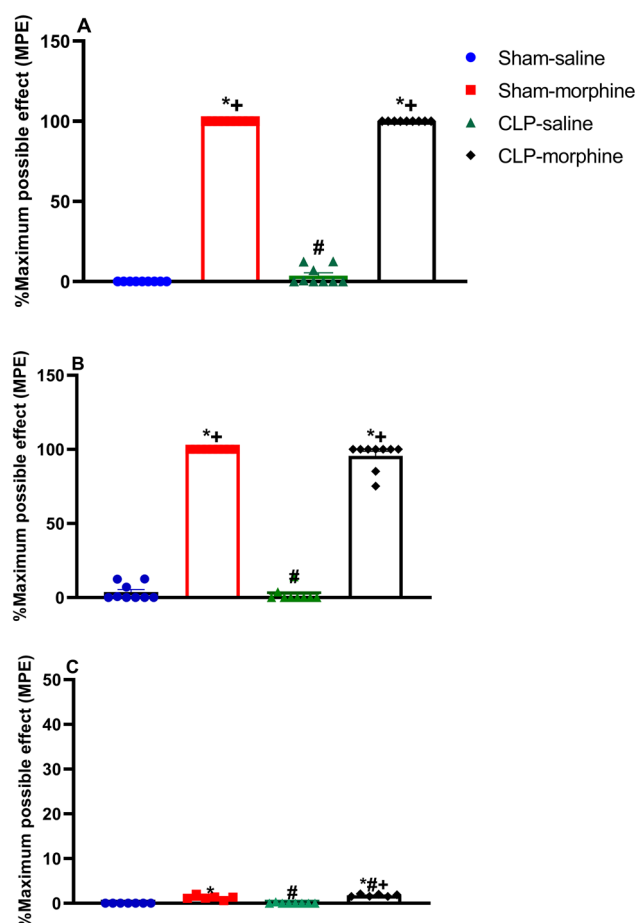 A
%Maximum possible effect (MPE)
150
100
50
0
*+
#
*+
Sham-saline
Sham-morphine
CLP-saline
CLP-morphine
B
%Maximum possible effect (MPE)
150
100
50
0
*+
#
*+
C
%Maximum possible effect (MPE)
50
40
30
20
10
0
*
#
*#+